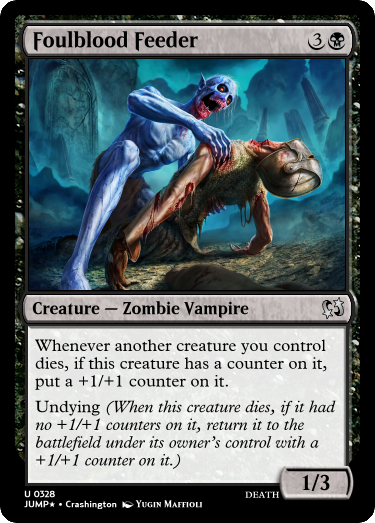 Foulblood Feeder 3
Creature — Zombie Vampire
Whenever another creature you control
dies, if this creature has a counter on it,
put a +1/+1 counter on it.
Undying (When this creature dies, if it had
no +1/+1 counters on it, return it to the
battlefield under its owner's control with a
+1/+1 counter on it.)
1/3
U 0328
JUMP★ • Crashington Yugin Maffioli
DEATH